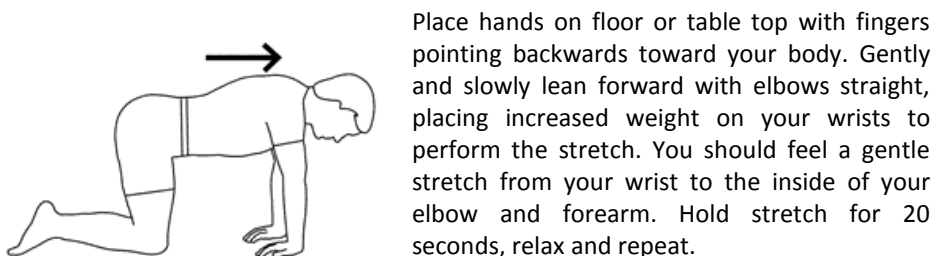 Place hands on floor or table top with fingers
pointing backwards toward your body. Gently
and slowly lean forward with elbows straight,
placing increased weight on your wrists to
perform the stretch. You should feel a gentle
stretch from your wrist to the inside of your
elbow and forearm. Hold stretch for 20
seconds, relax and repeat.